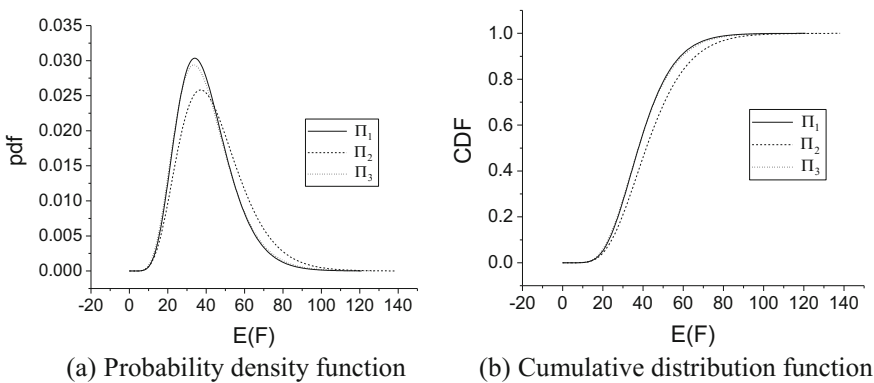 0.035
0.030
0.025
0.020
0.015
0.010
0.005
0.000
pdf
-20 0 20 40 60 80 100 120 140
E(F)
Π₁
Π₂
Π₃
(a) Probability density function
1.0
0.8
0.6
0.4
0.2
0.0
CDF
-20 0 20 40 60 80 100 120 140
E(F)
Π₁
Π₂
Π₃
(b) Cumulative distribution function